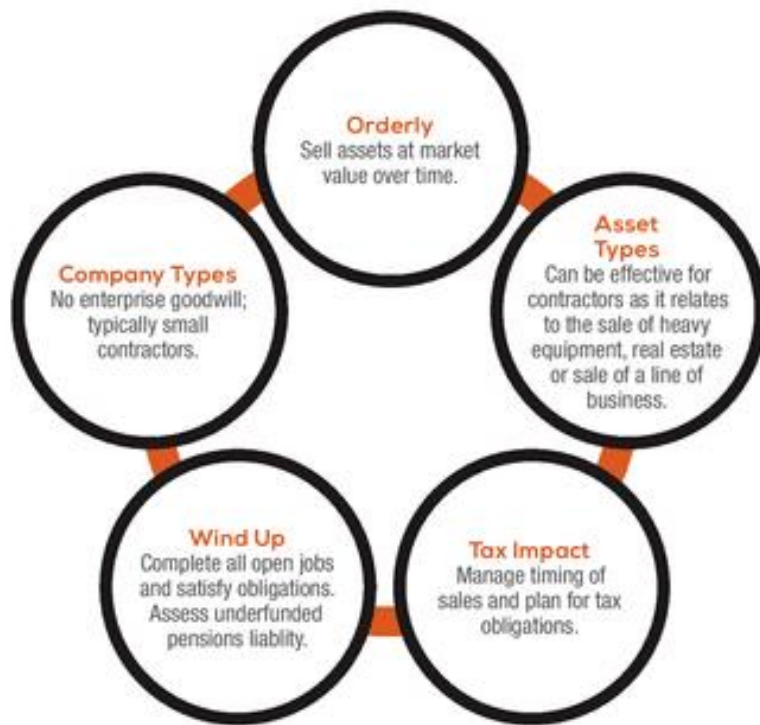 Orderly
Sell assets at market
value over time.
Asset
Types
Can be effective for
contractors as it relates
to the sale of heavy
equipment, real estate
or sale of a line of
business.
Tax Impact
Manage timing of
sales and plan for tax
obligations.
Wind Up
Complete all open jobs
and satisfy obligations.
Assess underfunded
pensions liablity.
Company Types
No enterprise goodwill;
typically small
contractors.